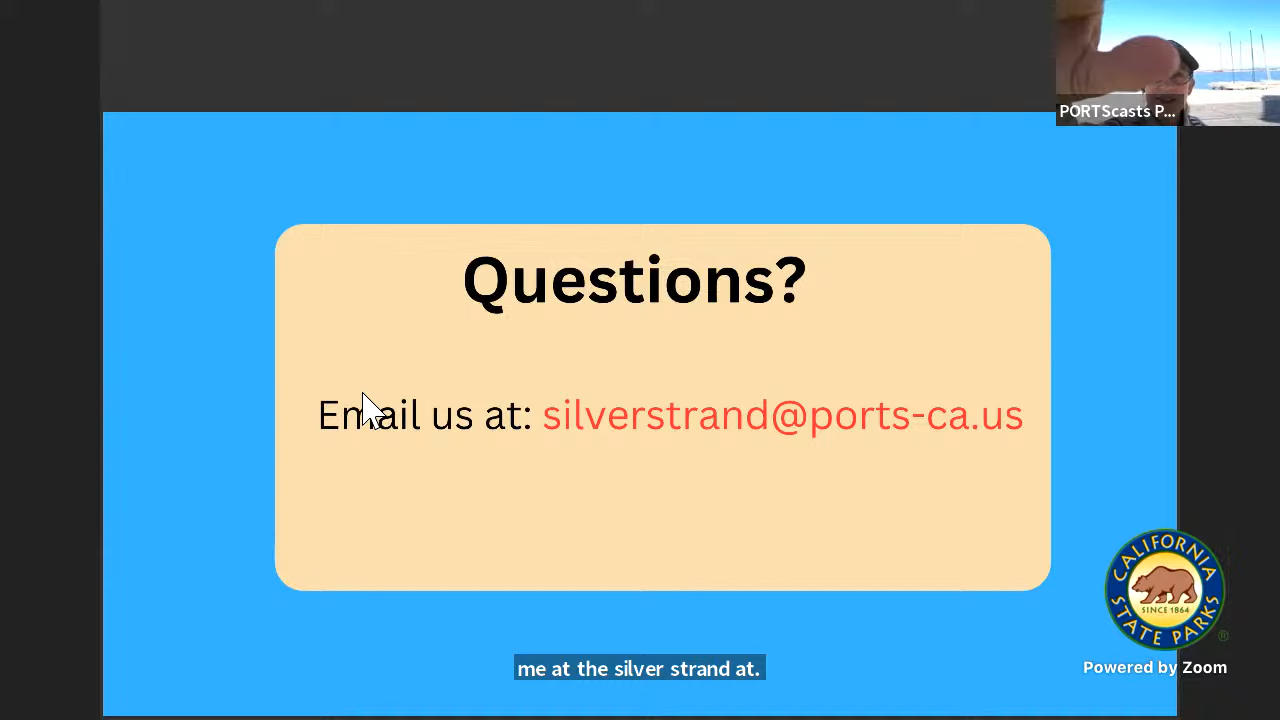 PORTScasts P...
Questions?
Email us at: silverstrand@ports-ca.us
CALIFORNIA
SINCE 1864
STATE PARKS
®
Powered by Zoom
me at the silver strand at.